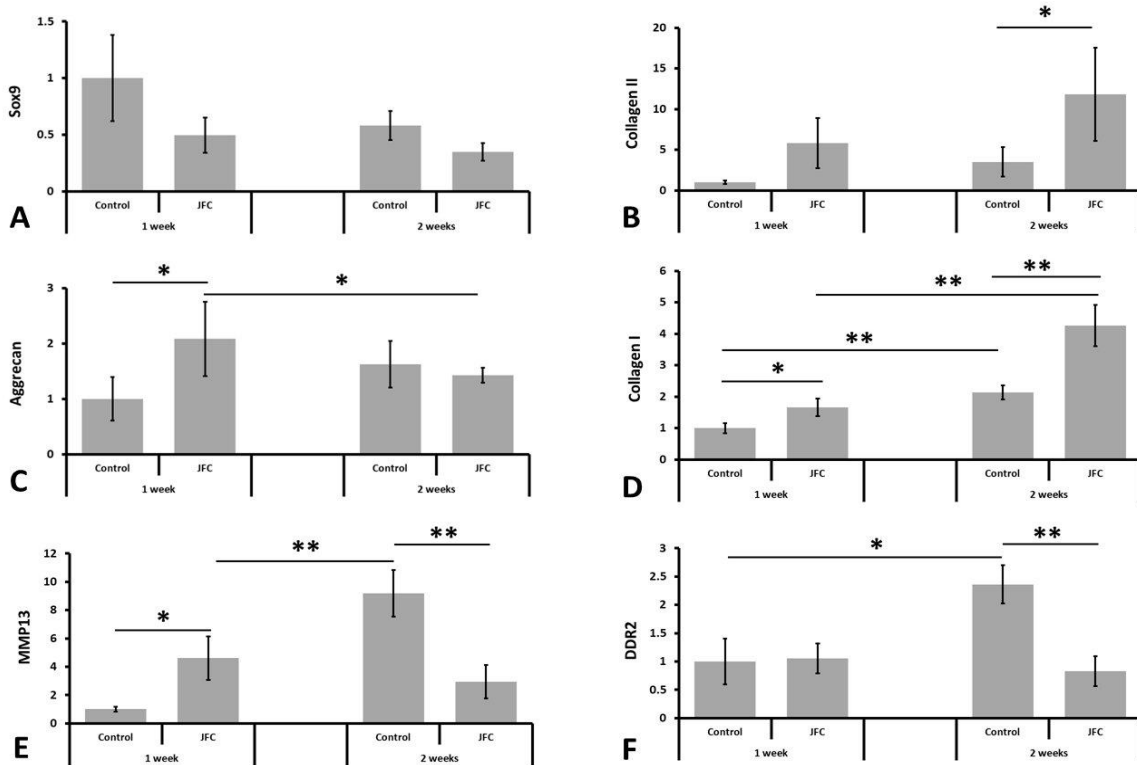 1.5
1
0.5
0
Sox9
Control JFC Control JFC
1 week 2 weeks
A
*
20
15
10
5
0
Collagen II
Control JFC Control JFC
1 week 2 weeks
B
* *
3
2
1
0
Aggrecan
Control JFC Control JFC
1 week 2 weeks
C
**
**
**
*
6
5
4
3
2
1
0
Collagen I
Control JFC Control JFC
1 week 2 weeks
D
** **
*
12
10
8
6
4
2
0
MMP13
Control JFC Control JFC
1 week 2 weeks
E
* **
3
2.5
2
1.5
1
0.5
0
DDR2
Control JFC Control JFC
1 week 2 weeks
F